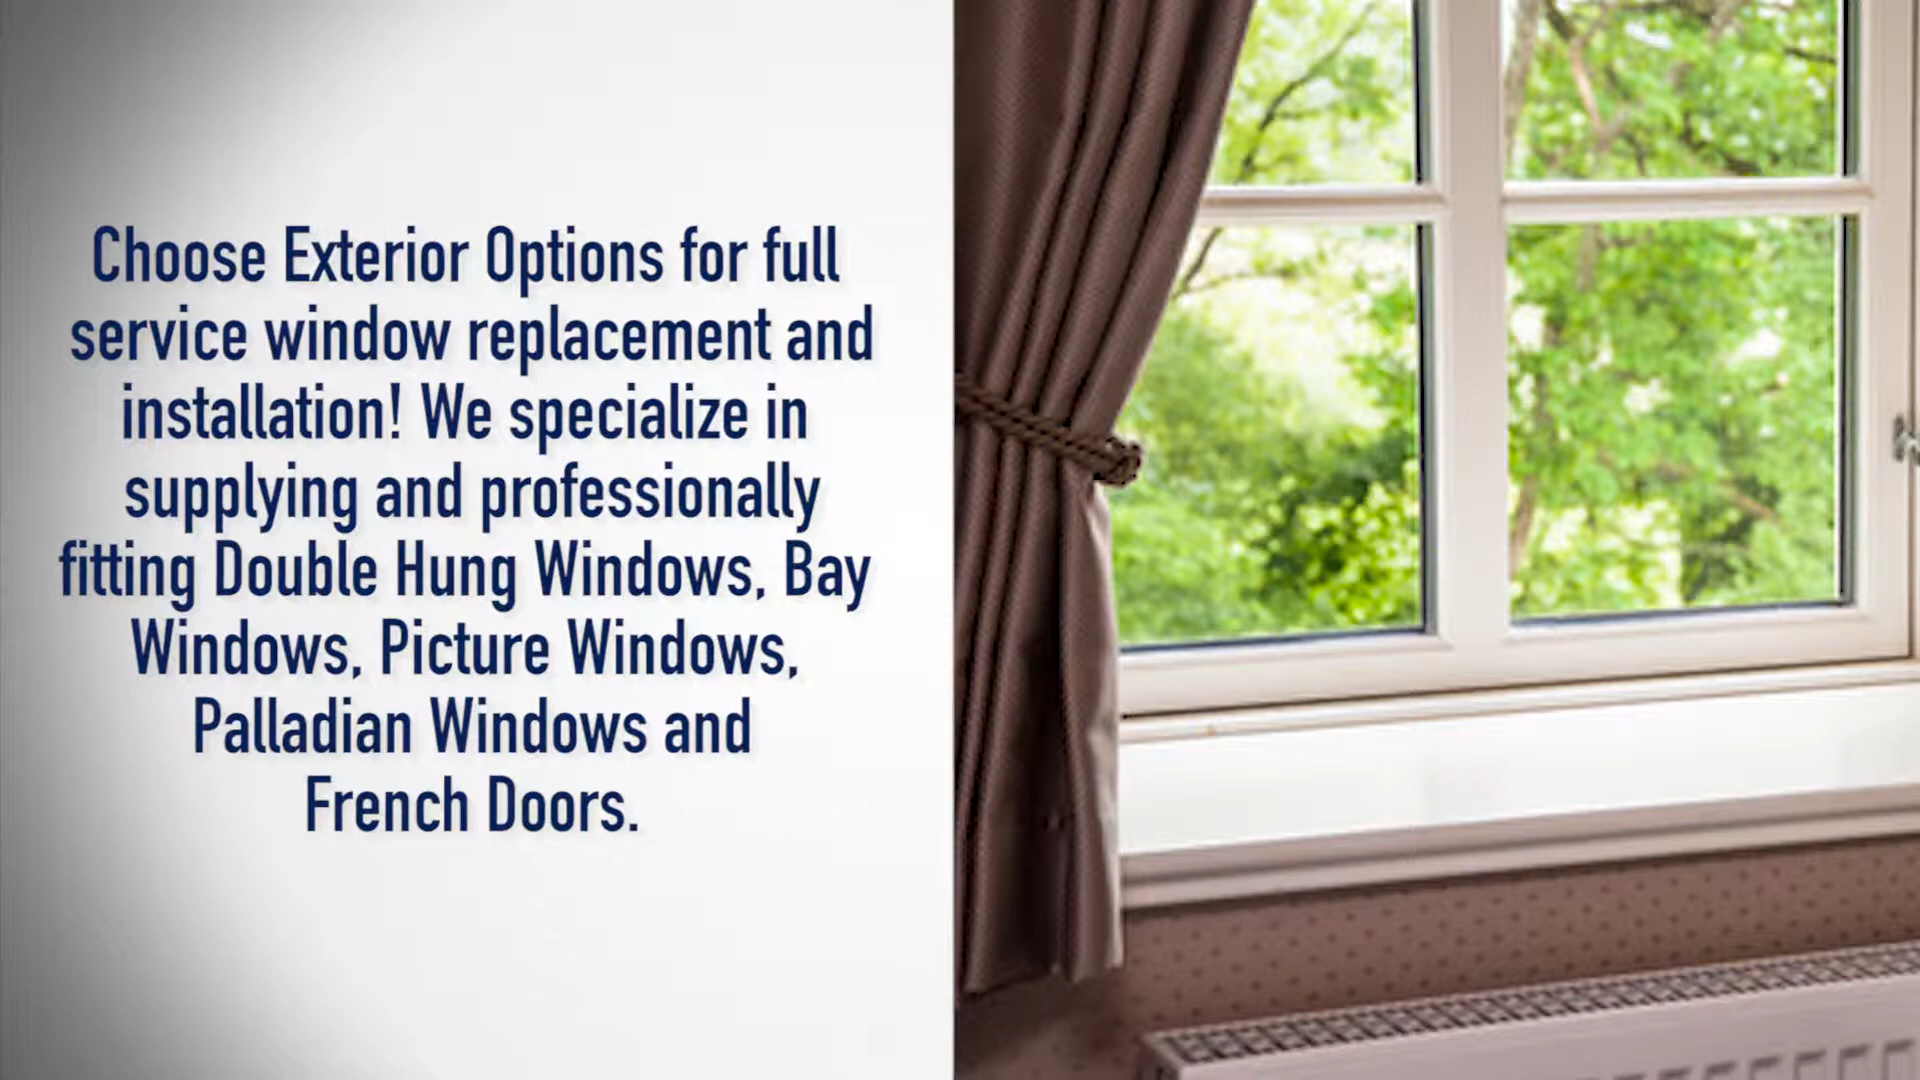 Choose Exterior Options for full
service window replacement and
installation! We specialize in
supplying and professionally
fitting Double Hung Windows, Bay
Windows, Picture Windows,
Palladian Windows and
French Doors.